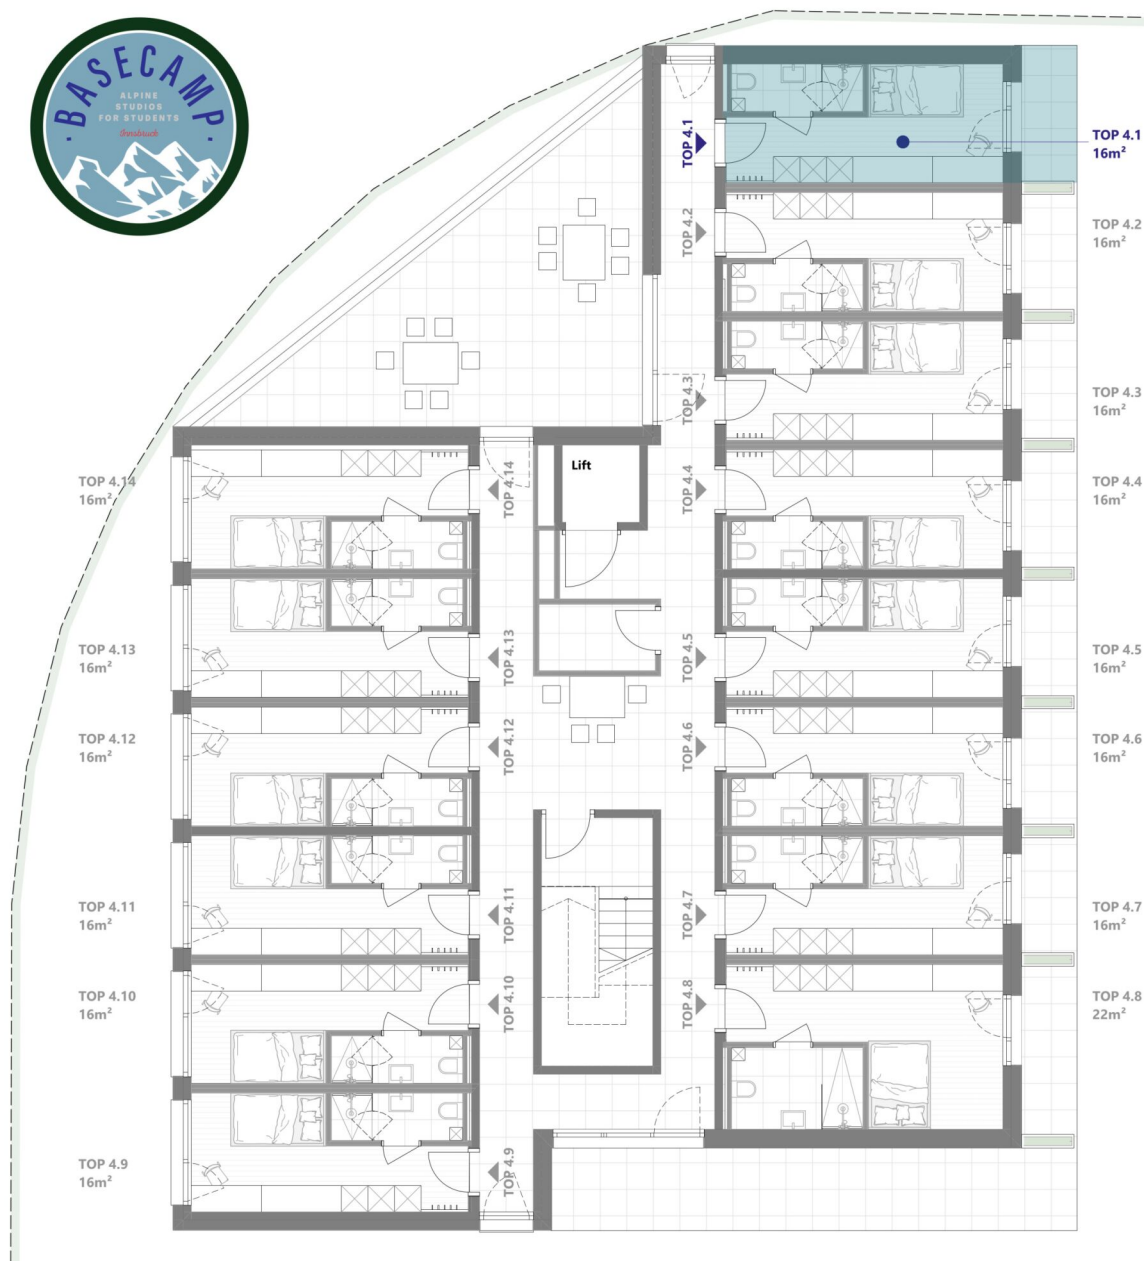 BASECAMP
ALPINE
STUDIOS
FOR STUDENTS
Innsbruck
TOP 4.1
TOP 4.1
16m²
TOP 4.2
TOP 4.2
16m²
TOP 4.3
TOP 4.3
16m²
TOP 4.14
16m²
TOP 4.14
Lift
TOP 4.4
TOP 4.4
16m²
TOP 4.13
16m²
TOP 4.13
TOP 4.5
TOP 4.5
16m²
TOP 4.12
16m²
TOP 4.12
TOP 4.6
TOP 4.6
16m²
TOP 4.11
16m²
TOP 4.11
TOP 4.7
TOP 4.7
16m²
TOP 4.10
16m²
TOP 4.10
TOP 4.8
TOP 4.8
22m²
TOP 4.9
16m²
TOP 4.9